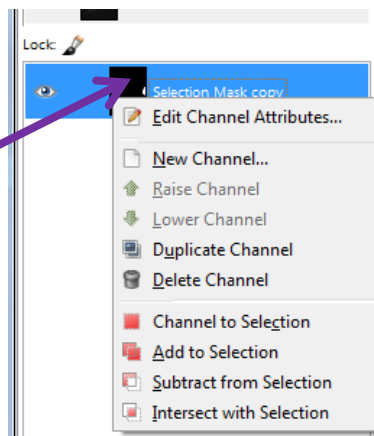 Lock:
Selection Mask copy
Edit Channel Attributes...
New Channel...
Raise Channel
Lower Channel
Duplicate Channel
Delete Channel
Channel to Selection
Add to Selection
Subtract from Selection
Intersect with Selection